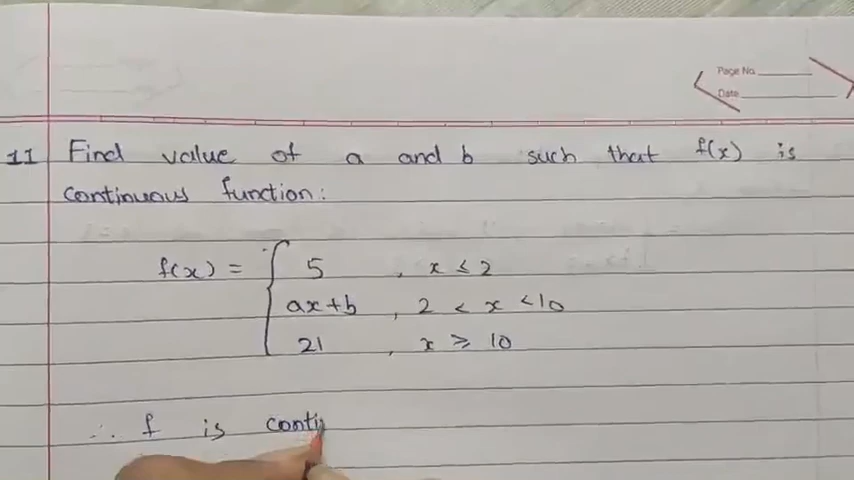 Page No.
Date
11 Find value of a and b such that f(x) is
continuous function:
f(x) = { 5 , x ≤ 2
ax+b , 2 < x < 10
21 , x ≥ 10
∴ f is conti